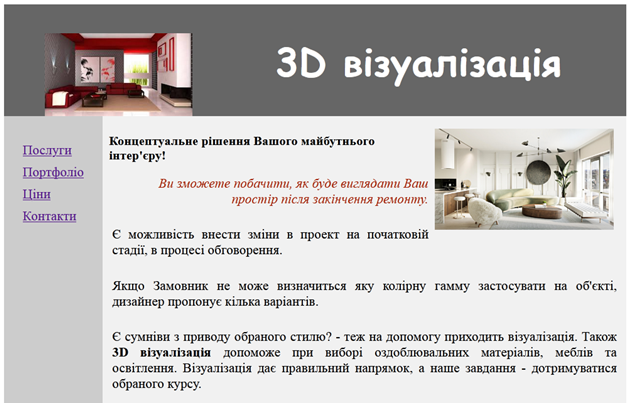 3D візуалізація
Послуги
Портфоліо
Ціни
Контакти
Концептуальне рішення Вашого майбутнього
інтер'єру!
Ви зможете побачити, як буде виглядати Ваш
простір після закінчення ремонту.
Є можливість внести зміни в проект на початковій
стадії, в процесі обговорення.
Якщо Замовник не може визначиться яку колірну гамму застосувати на об'єкті,
дизайнер пропонує кілька варіантів.
Є сумніви з приводу обраного стилю? - теж на допомогу приходить візуалізація. Також
3D візуалізація допоможе при виборі оздоблювальних матеріалів, меблів та
освітлення. Візуалізація дає правильний напрямок, а наше завдання - дотримуватися
обраного курсу.